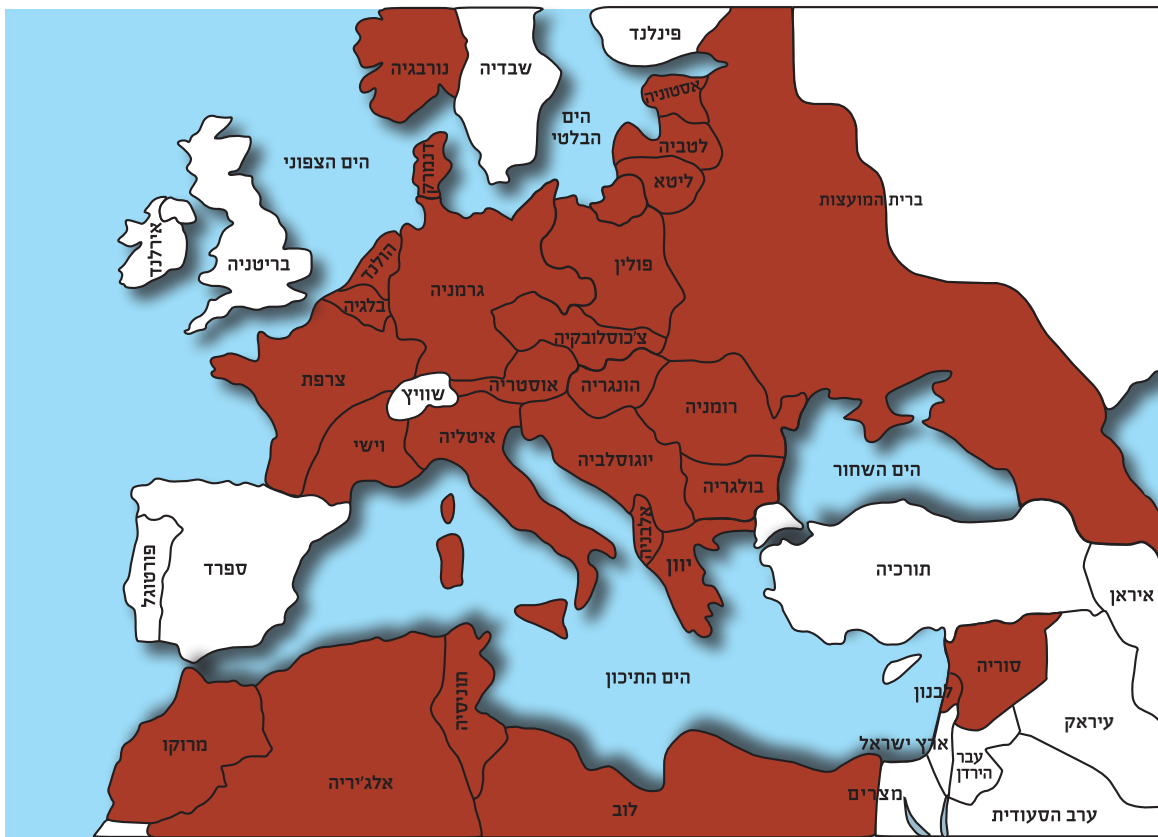 פינלנד
שבדיה
נורבגיה
אסטוניה
הים
הבלטי
לטביה
הים הצפוני
דנמרק
ליטא
ברית המועצות
אירלנד
בריטניה
הולנד
פולין
גרמניה
בלגיה
צ'כוסלובקיה
צרפת
שוויץ
אוסטריה
הונגריה
רומניה
איטליה
וישי
יוגוסלביה
הים השחור
בולגריה
אלבניה
יוון
פורטוגל
ספרד
תורכיה
איראן
סוריה
הים התיכון
לבנון
תוניסיה
עיראק
מרוקו
ארץ ישראל
עבר
הירדן
אלג'יריה
מצרים
לוב
ערב הסעודית